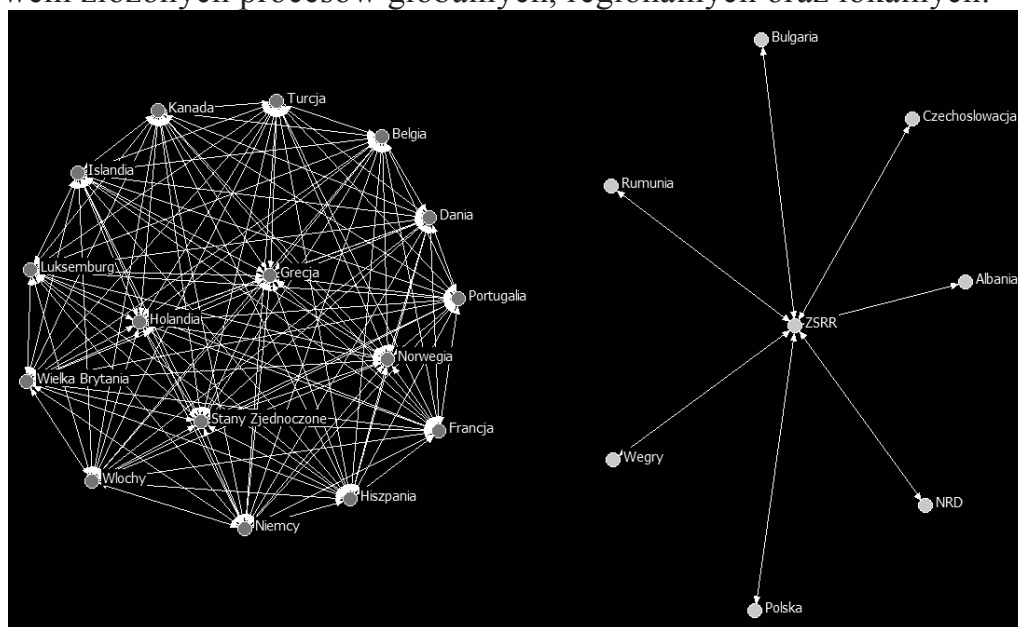 wem złożonych procesów globalnych, regionalnych oraz lokalnych.
Kanada
Turcja
Belgia
Islandia
Dania
Luksemburg
Grecja
Portugalia
Holandia
Norwegia
Wielka Brytania
Stany Zjednoczone
Francja
Wlochy
Hiszpania
Niemcy
Bulgaria
Czechoslowacja
Rumunia
Albania
ZSRR
Wegry
NRD
Polska